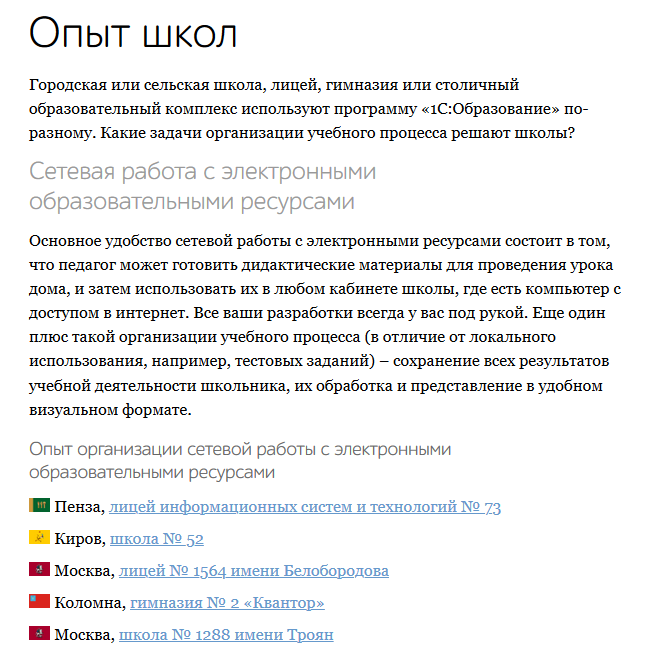 Опыт школ
Городская или сельская школа, лицей, гимназия или столичный
образовательный комплекс используют программу «1С:Образование» по-
разному. Какие задачи организации учебного процесса решают школы?
Сетевая работа с электронными
образовательными ресурсами
Основное удобство сетевой работы с электронными ресурсами состоит в том,
что педагог может готовить дидактические материалы для проведения урока
дома, и затем использовать их в любом кабинете школы, где есть компьютер с
доступом в интернет. Все ваши разработки всегда у вас под рукой. Еще один
плюс такой организации учебного процесса (в отличие от локального
использования, например, тестовых заданий) – сохранение всех результатов
учебной деятельности школьника, их обработка и представление в удобном
визуальном формате.
Опыт организации сетевой работы с электронными
образовательными ресурсами
Пенза, лицей информационных систем и технологий № 73
Киров, школа № 52
Москва, лицей № 1564 имени Белобородова
Коломна, гимназия № 2 «Квантор»
Москва, школа № 1288 имени Троян